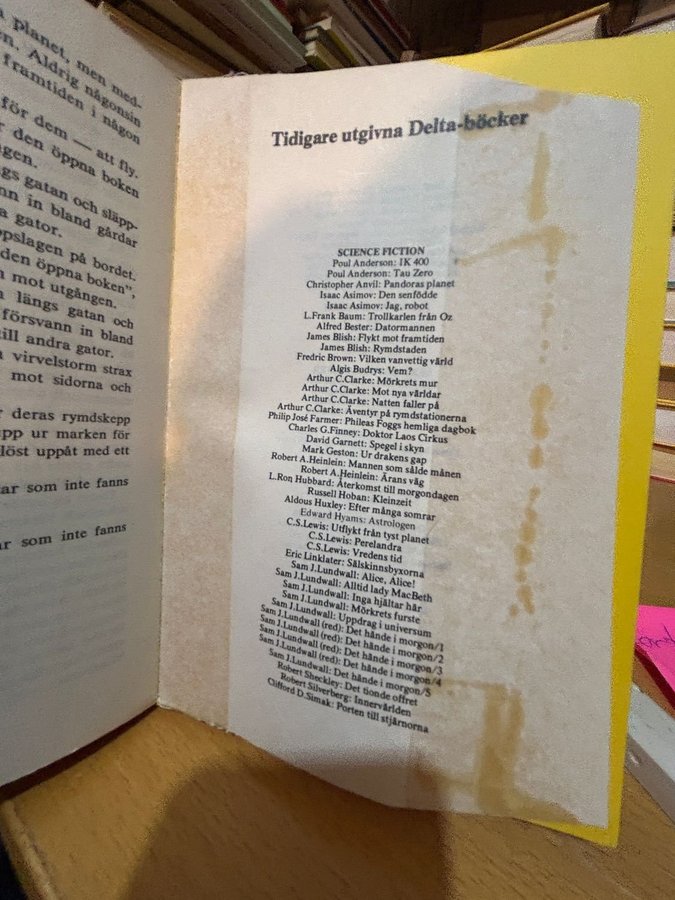 planet, men med-
en. Aldrig någonsin
framtiden i någon
för dem — att fly.
den öppna boken
gs gatan och släpp-
in bland gårdar
gator.
pslagen på bordet.
den öppna boken",
mot utgången.
längs gatan och
försvann in bland
till andra gator.
virvelstorm strax
mot sidorna och
deras rymdskepp
pp ur marken för
löst uppåt med ett
ar som inte fanns
ar som inte fanns
Tidigare utgivna Delta-böcker
SCIENCE FICTION
Poul Anderson: IK 400
Poul Anderson: Tau Zero
Christopher Anvil: Pandoras planet
Isaac Asimov: Den senfödde
Isaac Asimov: Jag, robot
L.Frank Baum: Trollkarlen från Oz
Alfred Bester: Datormannen
James Blish: Flykt mot framtiden
James Blish: Rymdstaden
Fredric Brown: Vilken vanvettig värld
Algis Budrys: Vem?
Arthur C.Clarke: Mörkrets mur
Arthur C.Clarke: Mot nya världar
Arthur C.Clarke: Natten faller på
Arthur C.Clarke: Äventyr på rymdstationerna
Philip José Farmer: Phileas Foggs hemliga dagbok
Charles G.Finney: Doktor Laos Cirkus
David Garnett: Spegel i skyn
Mark Geston: Ur drakens gap
Robert A.Heinlein: Mannen som sålde månen
Robert A.Heinlein: Ärans väg
L.Ron Hubbard: Återkomst till morgondagen
Russell Hoban: Kleinzeit
Aldous Huxley: Efter många somrar
Edward Hyams: Astrologen
C.S.Lewis: Utflykt från tyst planet
C.S.Lewis: Perelandra
C.S.Lewis: Vredens tid
Eric Linklater: Sälskinnsbyxorna
Sam J.Lundwall: Alice, Alice!
Sam J.Lundwall: Alltid lady MacBeth
Sam J.Lundwall: Inga hjältar här
Sam J.Lundwall: Mörkrets furste
Sam J.Lundwall: Uppdrag i universum
Sam J.Lundwall (red): Det hände i morgon/1
Sam J.Lundwall (red): Det hände i morgon/2
Sam J.Lundwall (red): Det hände i morgon/3
Sam J.Lundwall (red): Det hände i morgon/4
Sam J.Lundwall: Det hände i morgon/5
Robert Sheckley: Det tionde offret
Robert Silverberg: Innervärlden
Clifford D.Simak: Porten till stjärnorna